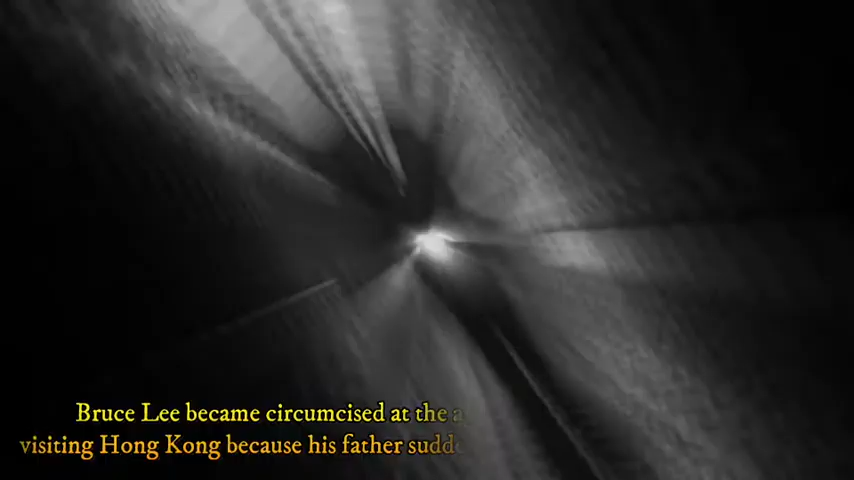 Bruce Lee became circumcised at the
visiting Hong Kong because his father